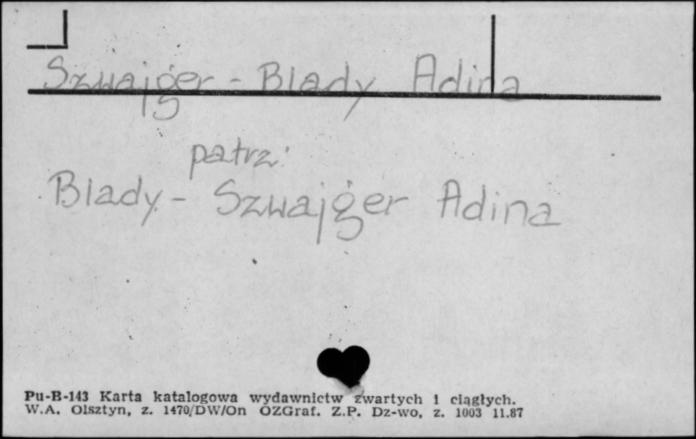 Szwajger - Blady Adina
patrz:
Blady - Szwajger Adina
Pu-B-143 Karta katalogowa wydawnictw zwartych i ciągłych.
W.A. Olsztyn, z. 1470/DW/On OZGraf. Z.P. Dz-wo, z. 1003 11.87